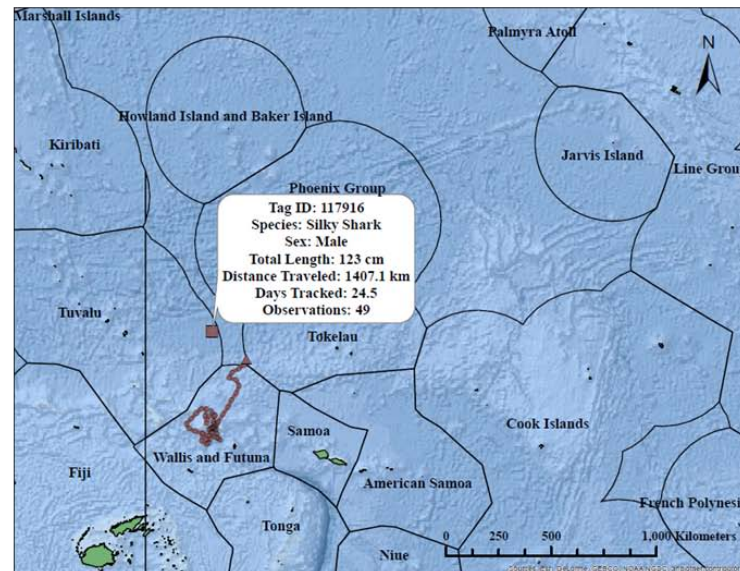 Marshall Islands
Palmyra Atoll
N
Howland Island and Baker Island
Kiribati
Jarvis Island
Line Grou
Phoenix Group
Tag ID: 117916
Species: Silky Shark
Sex: Male
Total Length: 123 cm
Distance Traveled: 1407.1 km
Days Tracked: 24.5
Observations: 49
Tuvalu
Tokelau
Cook Islands
Samoa
Wallis and Futuna
Fiji
American Samoa
French Polynesi
Tonga
Niue
0 250 500 1,000 Kilometers